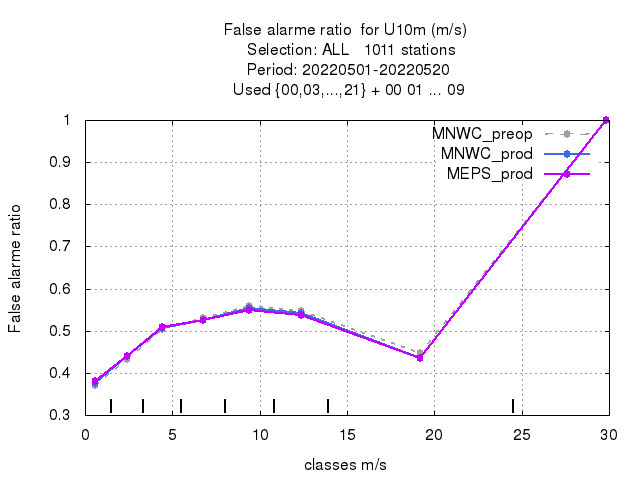 False alarme ratio  for U10m (m/s)
Selection: ALL   1011 stations
Period: 20220501-20220520
Used {00,03,...,21} + 00 01 ... 09
MNWC_preop
MNWC_prod
MEPS_prod
False alarme ratio
1
0.9
0.8
0.7
0.6
0.5
0.4
0.3
0 5 10 15 20 25 30
classes m/s